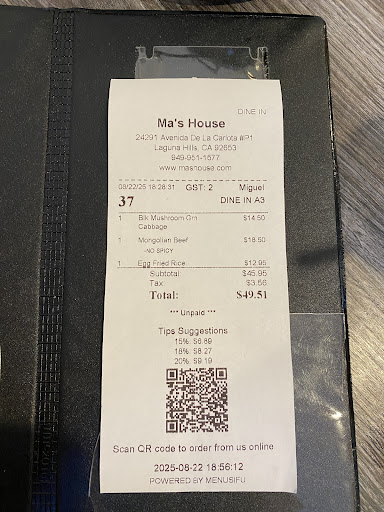 DINE IN
Ma's House
24291 Avenida De La Carlota #P1
Laguna Hills, CA 92653
949-951-1577
www.mashouse.com
08/22/25 18:28:31 GST: 2 Miguel
37 DINE IN A3
1 Blk Mushroom Grn $14.50
Cabbage
1 Mongolian Beef $18.50
-NO SPICY
1 Egg Fried Rice $12.95
Subtotal: $45.95
Tax: $3.56
Total: $49.51
*** Unpaid ***
Tips Suggestions
15%: $6.89
18%: $8.27
20%: $9.19
Scan QR code to order from us online
2025-08-22 18:56:12
POWERED BY MENUSIFU